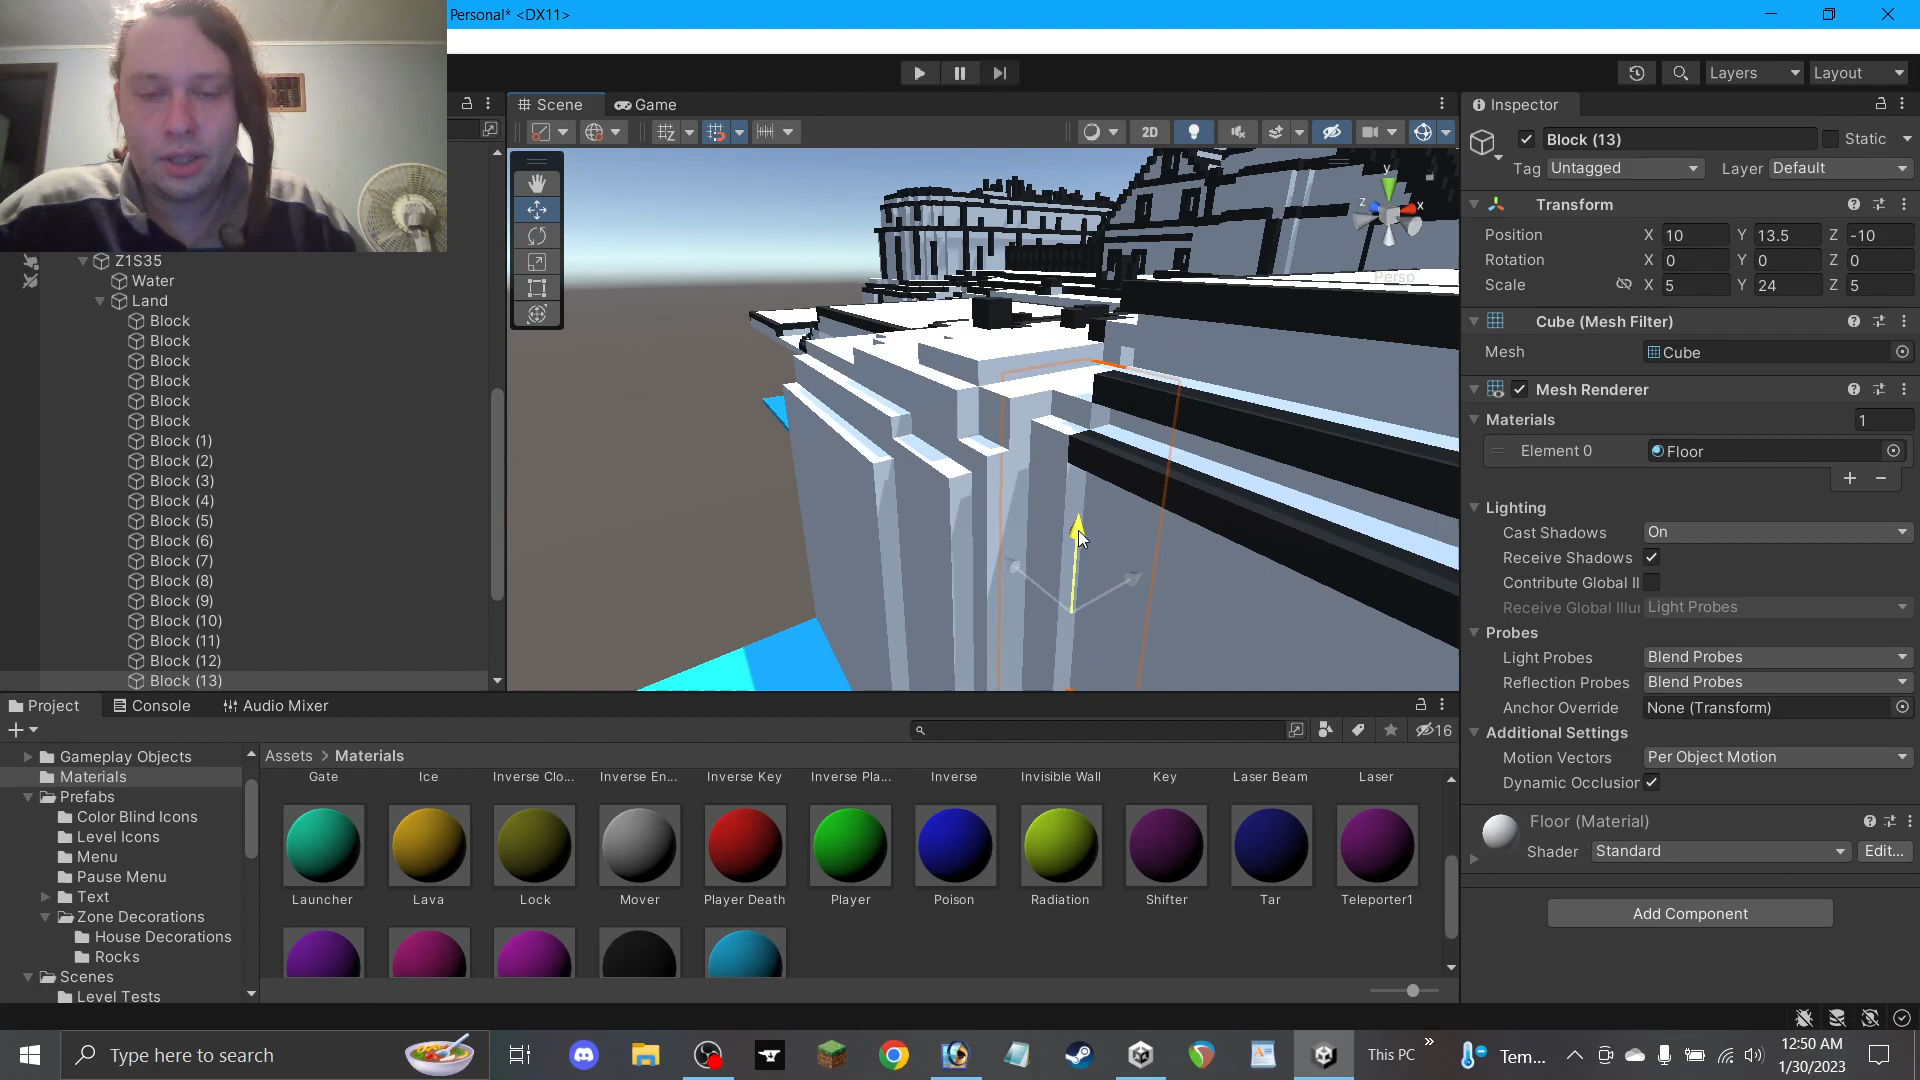 Personal* <DX11>
Layers
Layout
Scene
Game
Inspector
2D
Block (13)
Static
Tag Untagged Layer Default
Transform
Position X 10 Y 13.5 Z -10
Rotation X 0 Y 0 Z 0
Scale X 5 Y 24 Z 5
Cube (Mesh Filter)
Mesh Cube
Mesh Renderer
Materials 1
Element 0 Floor
Lighting
Cast Shadows On
Receive Shadows
Contribute Global Il
Receive Global Illu Light Probes
Probes
Light Probes Blend Probes
Reflection Probes Blend Probes
Anchor Override None (Transform)
Additional Settings
Motion Vectors Per Object Motion
Dynamic Occlusion
Floor (Material)
Shader Standard Edit...
Add Component
y
z
x
Persp
Z1S35
Water
Land
Block
Block
Block
Block
Block
Block
Block (1)
Block (2)
Block (3)
Block (4)
Block (5)
Block (6)
Block (7)
Block (8)
Block (9)
Block (10)
Block (11)
Block (12)
Block (13)
Project
Console
Audio Mixer
16
Gameplay Objects
Materials
Prefabs
Color Blind Icons
Level Icons
Menu
Pause Menu
Text
Zone Decorations
House Decorations
Rocks
Scenes
Level Tests
Assets > Materials
Gate Ice Inverse Clo... Inverse En... Inverse Key Inverse Pla... Inverse Invisible Wall Key Laser Beam Laser
Launcher Lava Lock Mover Player Death Player Poison Radiation Shifter Tar Teleporter1
Type here to search
This PC
Tem...
12:50 AM
1/30/2023